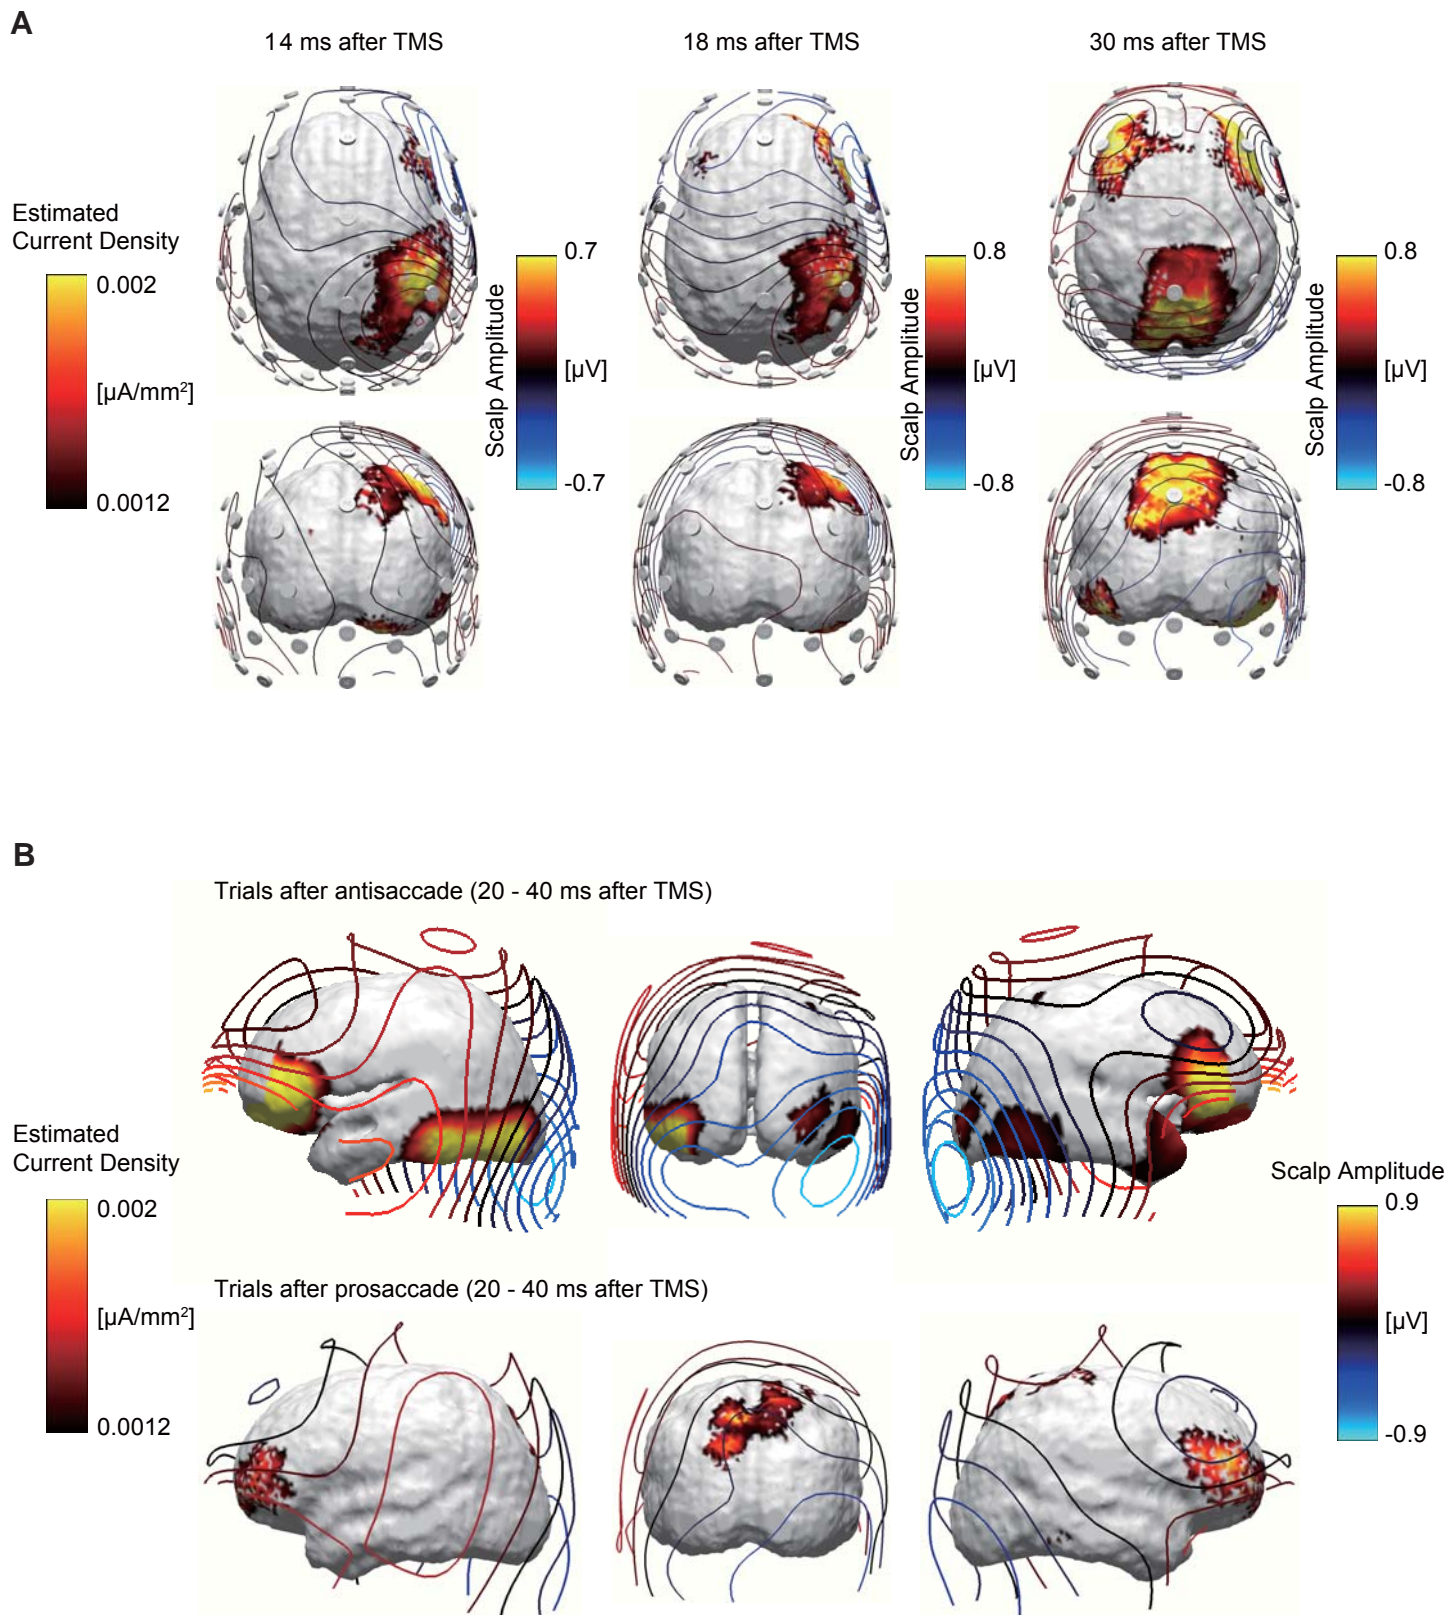 A
14 ms after TMS
18 ms after TMS
30 ms after TMS
Estimated
Current Density
0.002
[µA/mm²]
0.0012
Scalp Amplitude
0.7
-0.7
Scalp Amplitude
0.8
[µV]
-0.8
Scalp Amplitude
0.8
[µV]
-0.8
[µV]
B
Trials after antisaccade (20 - 40 ms after TMS)
Estimated
Current Density
0.002
[µA/mm²]
0.0012
Scalp Amplitude
0.9
[µV]
-0.9
Trials after prosaccade (20 - 40 ms after TMS)